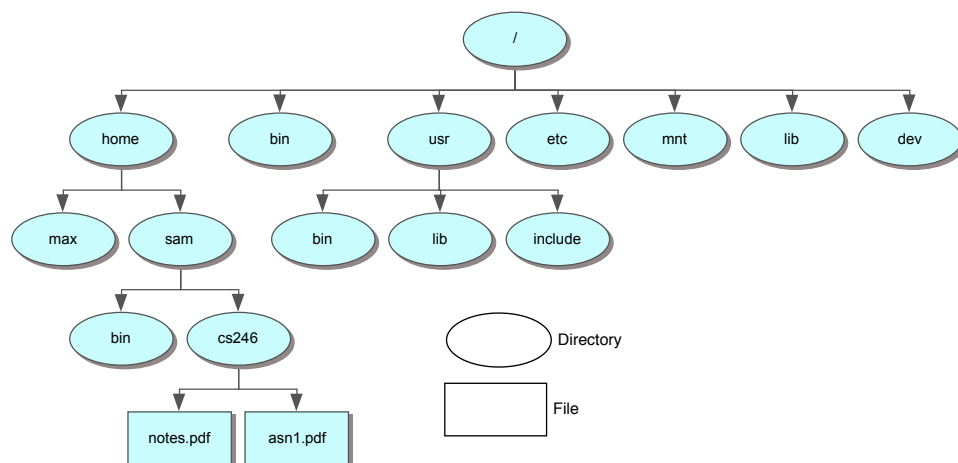 /
home bin usr etc mnt lib dev
max sam bin lib include
bin cs246 Directory
notes.pdf asn1.pdf File